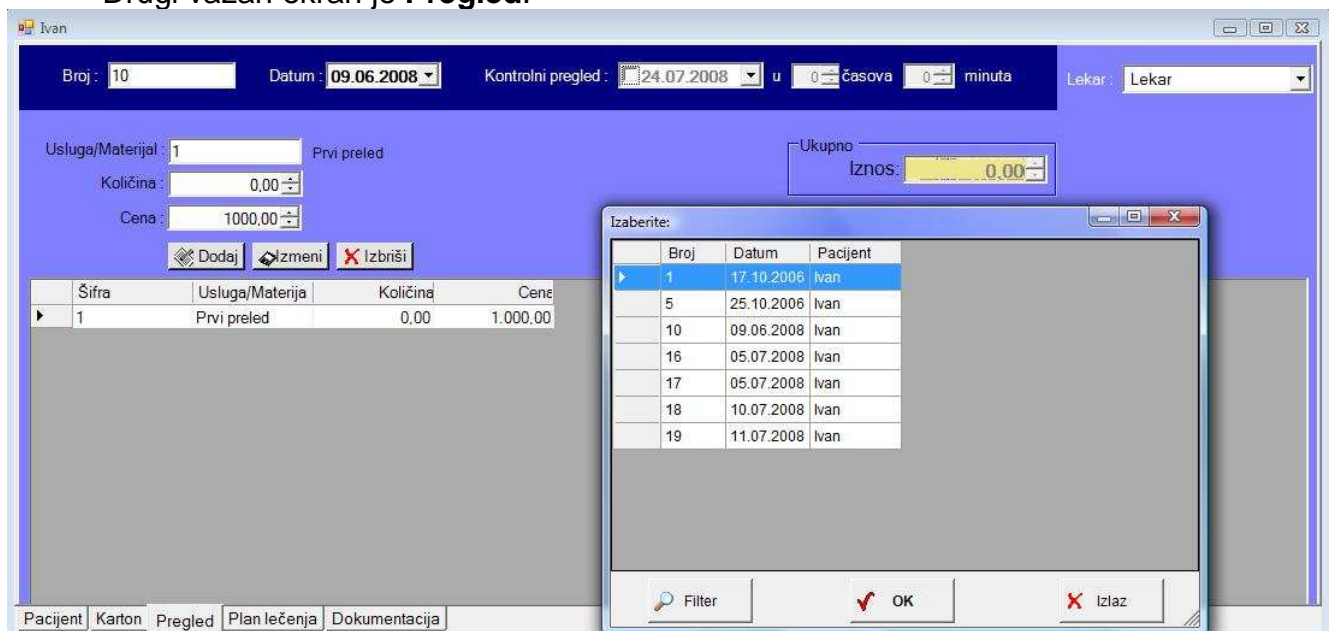 Drugi važan ekran je Pregled.
Ivan
Broj : 10 Datum : 09.06.2008 Kontrolni pregled : 24.07.2008 u 0 časova 0 minuta Lekar : Lekar
Usluga/Materijal : 1 Prvi preled
Ukupno
Iznos: 0,00
Količina : 0,00
Cena : 1000,00
Dodaj Izmeni Izbriši
Šifra Usluga/Materija Količina Cena
1 Prvi preled 0,00 1.000,00
Izaberite:
Broj Datum Pacijent
1 17.10.2006 Ivan
5 25.10.2006 Ivan
10 09.06.2008 Ivan
16 05.07.2008 Ivan
17 05.07.2008 Ivan
18 10.07.2008 Ivan
19 11.07.2008 Ivan
Filter OK Izlaz
Pacijent Karton Pregled Plan lečenja Dokumentacija